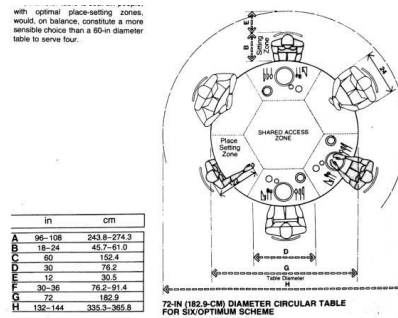 with optimal place-setting zones,
would, on balance, constitute a more
sensible choice than a 60-in diameter
table to seat four.
E
B
Sitting
Zone
24
SHARED ACCESS
ZONE
Place
Setting
Zone
D
G
Table Diameter
H
in cm
A 96–108 243.8–274.3
B 18–24 45.7–61.0
C 60 152.4
D 30 76.2
E 12 30.5
F 30–36 76.2–91.4
G 72 182.9
H 132–144 335.3–365.8
72-IN (182.9-CM) DIAMETER CIRCULAR TABLE
FOR SIX/OPTIMUM SCHEME